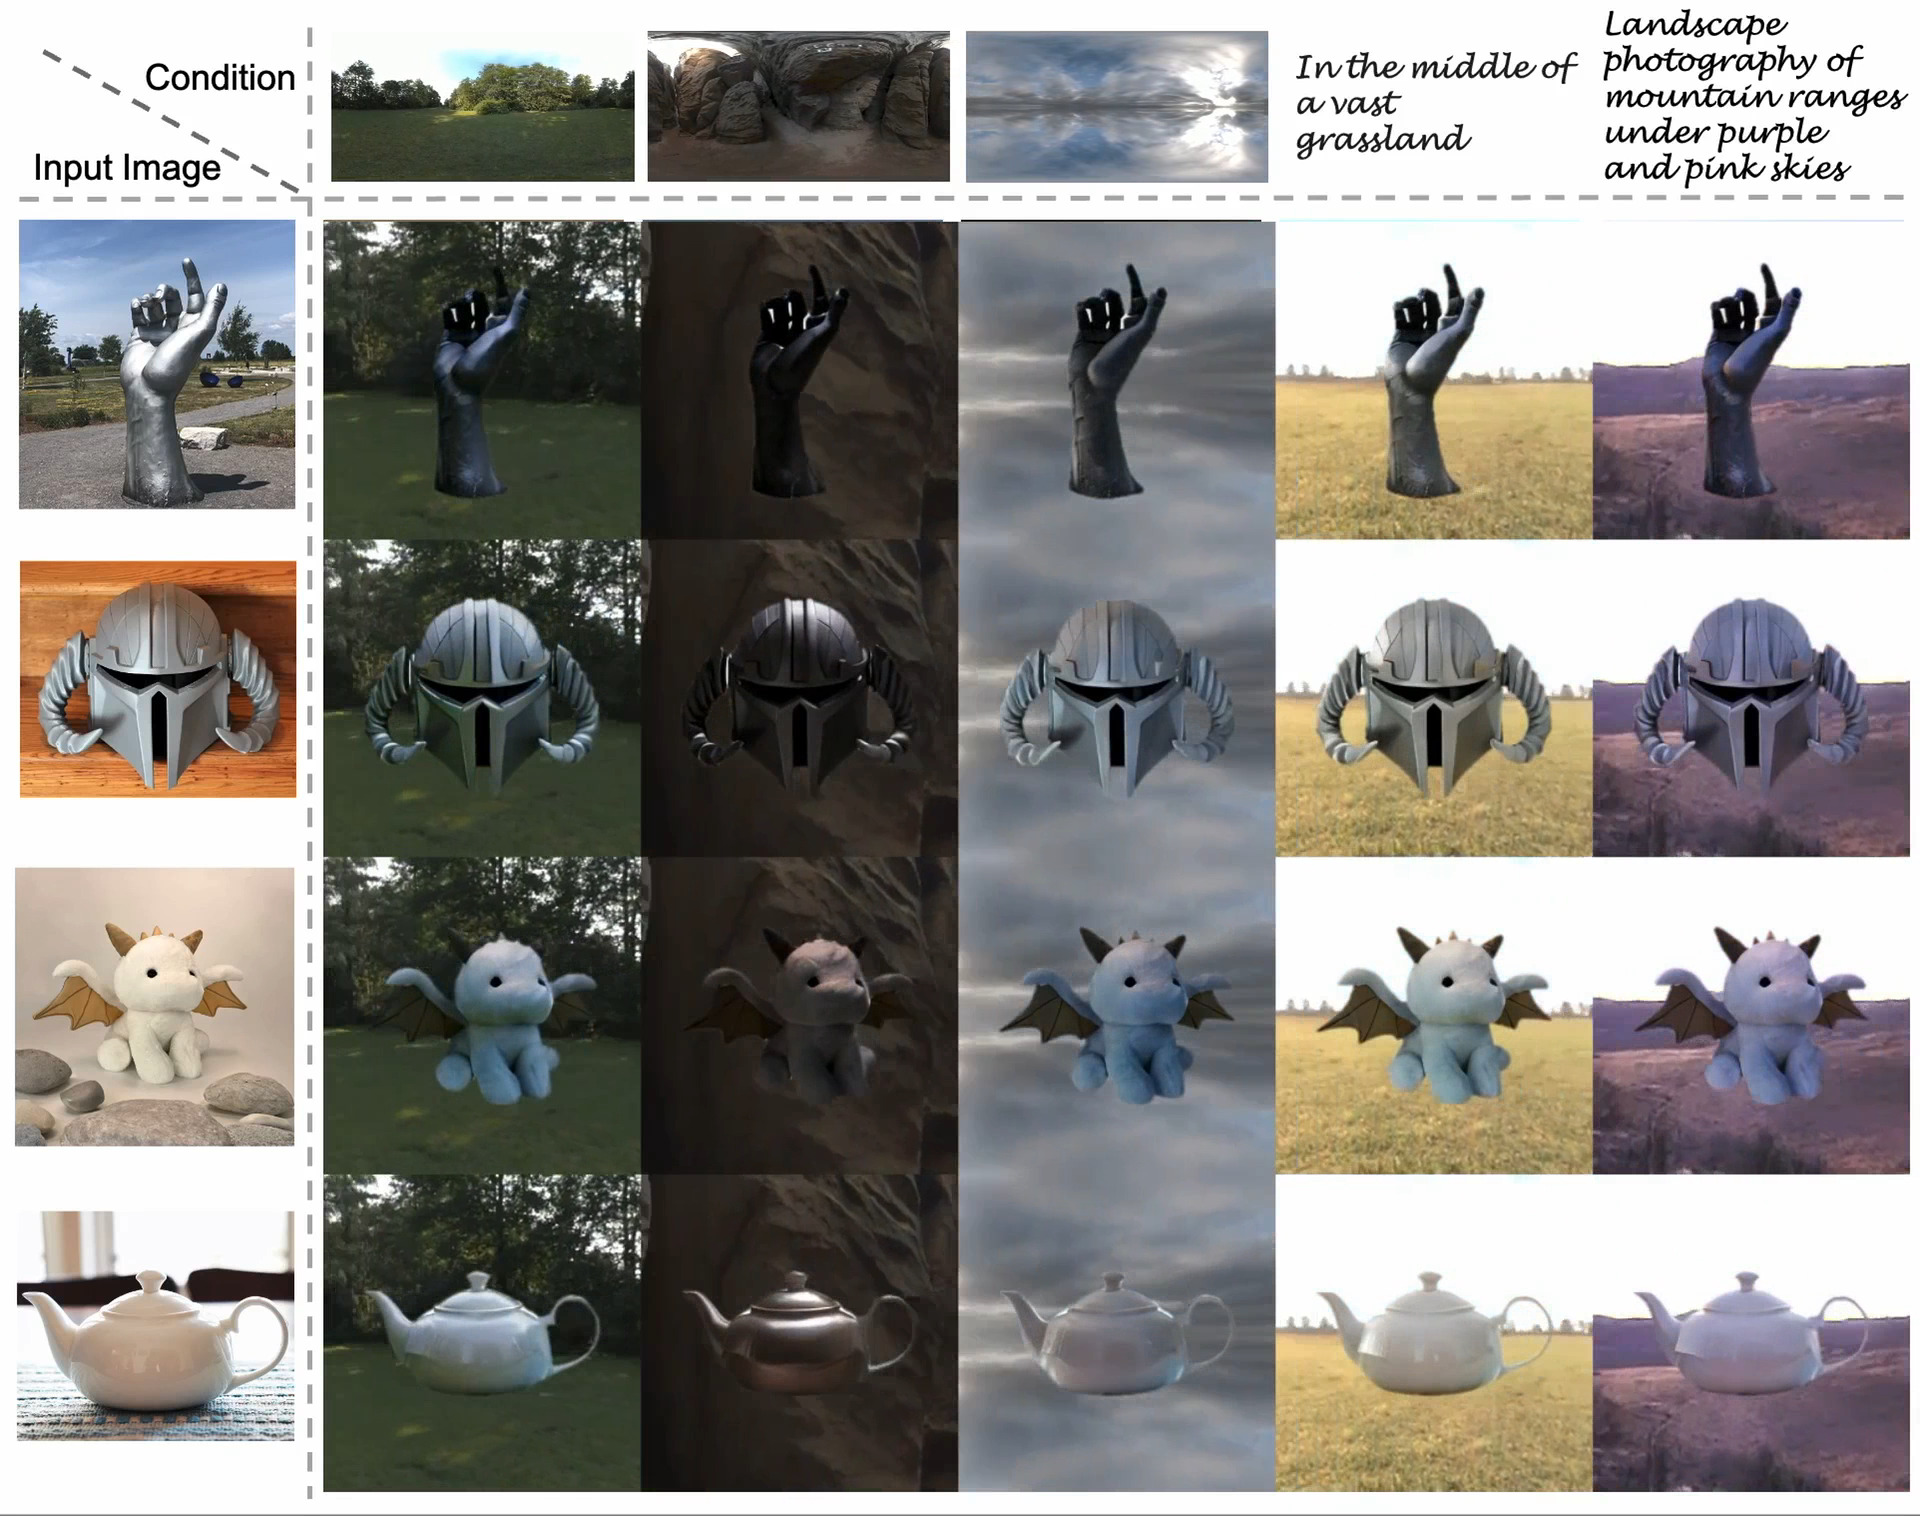 Condition
Input Image
In the middle of
a vast
grassland
Landscape
photography of
mountain ranges
under purple
and pink skies